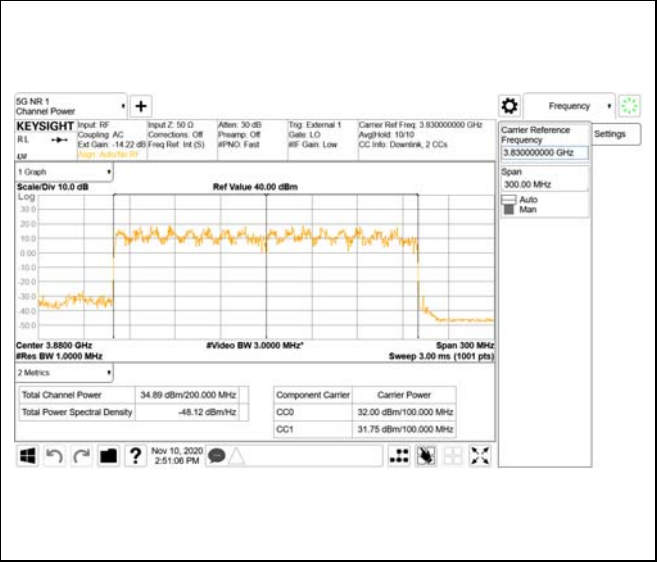 5G NR 1
Channel Power
Frequency
KEYSIGHT
Input: RF
Input Z: 50 Ω
Atten: 30 dB
Trig: External 1
Carrier Ref Freq: 3.830000000 GHz
R L
Coupling: AC
Corrections: Off
Preamp: Off
Gate: LO
Avg|Hold: 10/10
Ext Gain: -14.22 dB
Freq Ref: Int (S)
#PNO: Fast
#IF Gain: Low
CC Info: Downlink, 2 CCs
Align: Auto/No RF
Carrier Reference
Frequency
3.830000000 GHz
Settings
Span
300.00 MHz
Auto
Man
1 Graph
Scale/Div 10.0 dB
Ref Value 40.00 dBm
Log
30.0
20.0
10.0
0.00
-10.0
-20.0
-30.0
-40.0
-50.0
Center 3.8800 GHz
#Video BW 3.0000 MHz*
Span 300 MHz
#Res BW 1.0000 MHz
Sweep 3.00 ms (1001 pts)
2 Metrics
Total Channel Power
34.89 dBm/200.000 MHz
Total Power Spectral Density
-48.12 dBm/Hz
Component Carrier
Carrier Power
CC0
32.00 dBm/100.000 MHz
CC1
31.75 dBm/100.000 MHz
?
Nov 10, 2020
2:51:06 PM